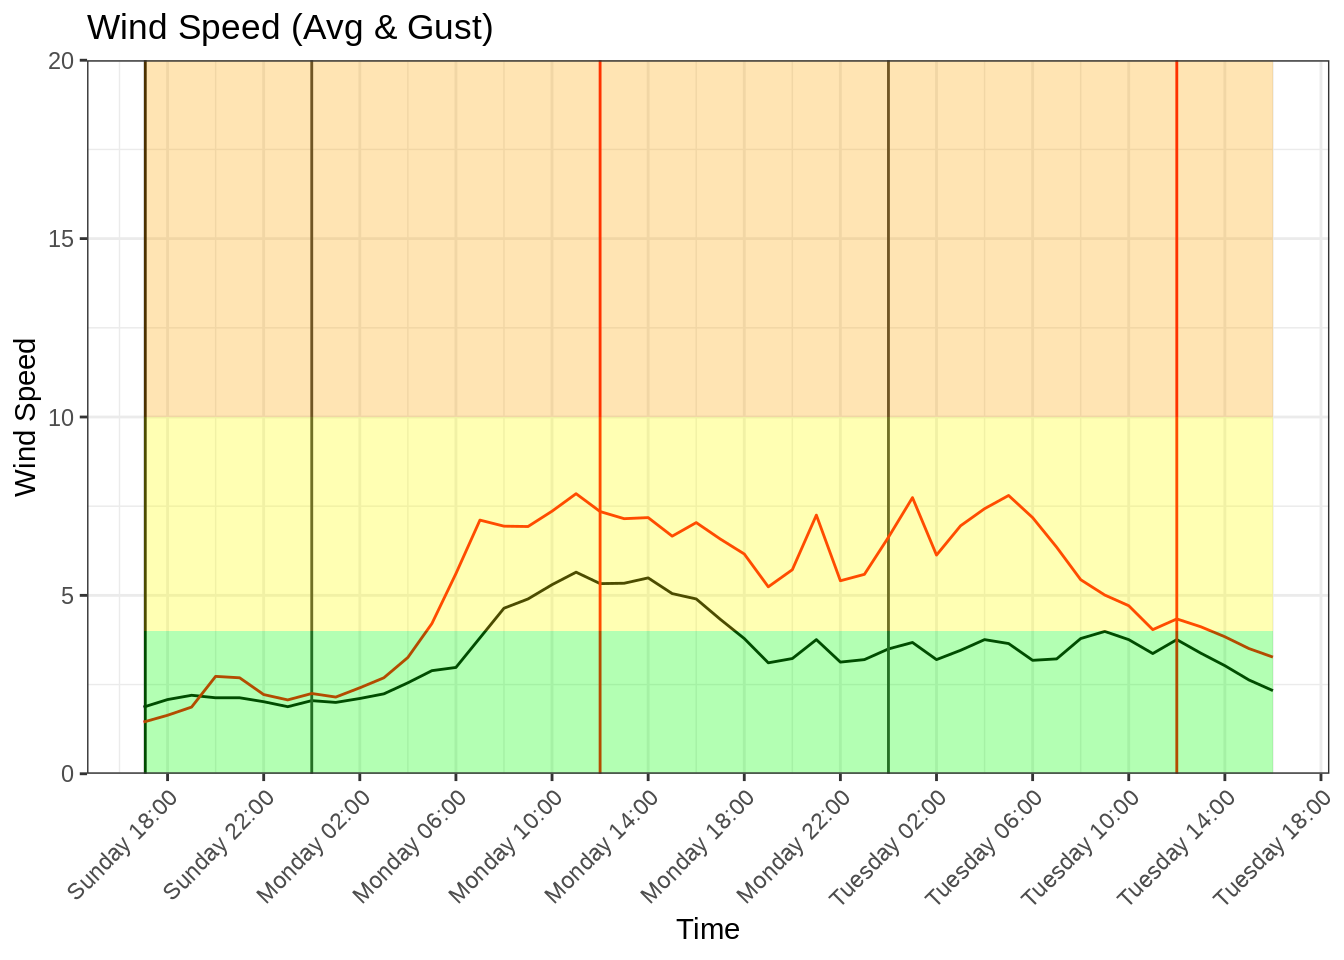 Wind Speed (Avg & Gust)
20
15
10
5
0
Wind Speed
Sunday 18:00
Sunday 22:00
Monday 02:00
Monday 06:00
Monday 10:00
Monday 14:00
Monday 18:00
Monday 22:00
Tuesday 02:00
Tuesday 06:00
Tuesday 10:00
Tuesday 14:00
Tuesday 18:00
Time